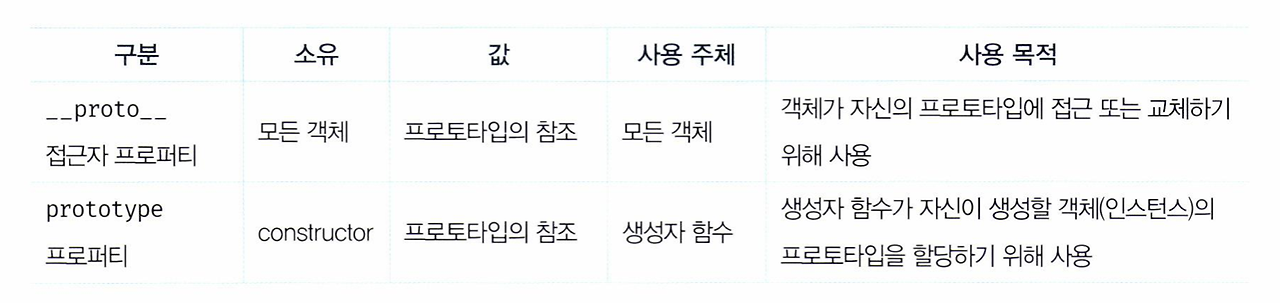 구분 소유 값 사용 주체 사용 목적
__proto__
접근자 프로퍼티
모든 객체
프로토타입의 참조
모든 객체
객체가 자신의 프로토타입에 접근 또는 교체하기
위해 사용
prototype
프로퍼티
constructor
프로토타입의 참조
생성자 함수
생성자 함수가 자신이 생성할 객체(인스턴스)의
프로토타입을 할당하기 위해 사용